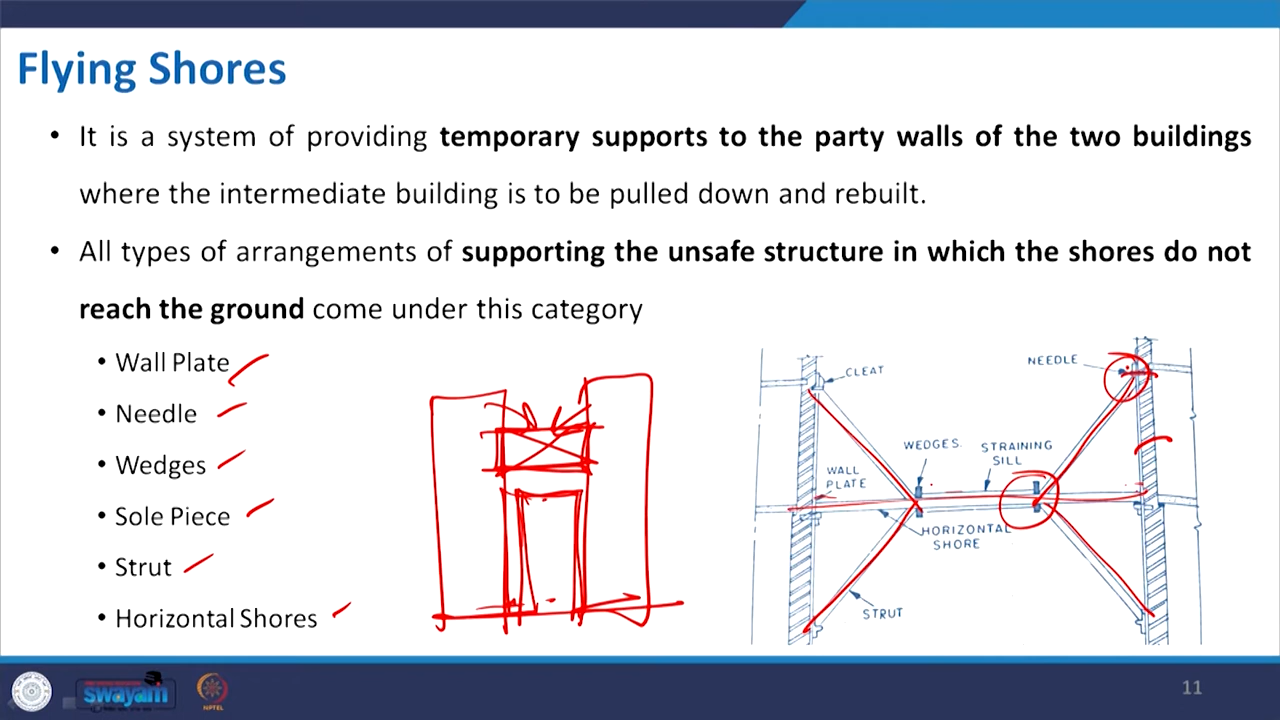 Flying Shores
• It is a system of providing temporary supports to the party walls of the two buildings
where the intermediate building is to be pulled down and rebuilt.
• All types of arrangements of supporting the unsafe structure in which the shores do not
reach the ground come under this category
• Wall Plate
• Needle
• Wedges
• Sole Piece
• Strut
• Horizontal Shores
NEEDLE
CLEAT
WEDGES.
STRAINING
SILL
WALL
PLATE
HORIZONTAL
SHORE
STRUT
swayam
NPTEL
11